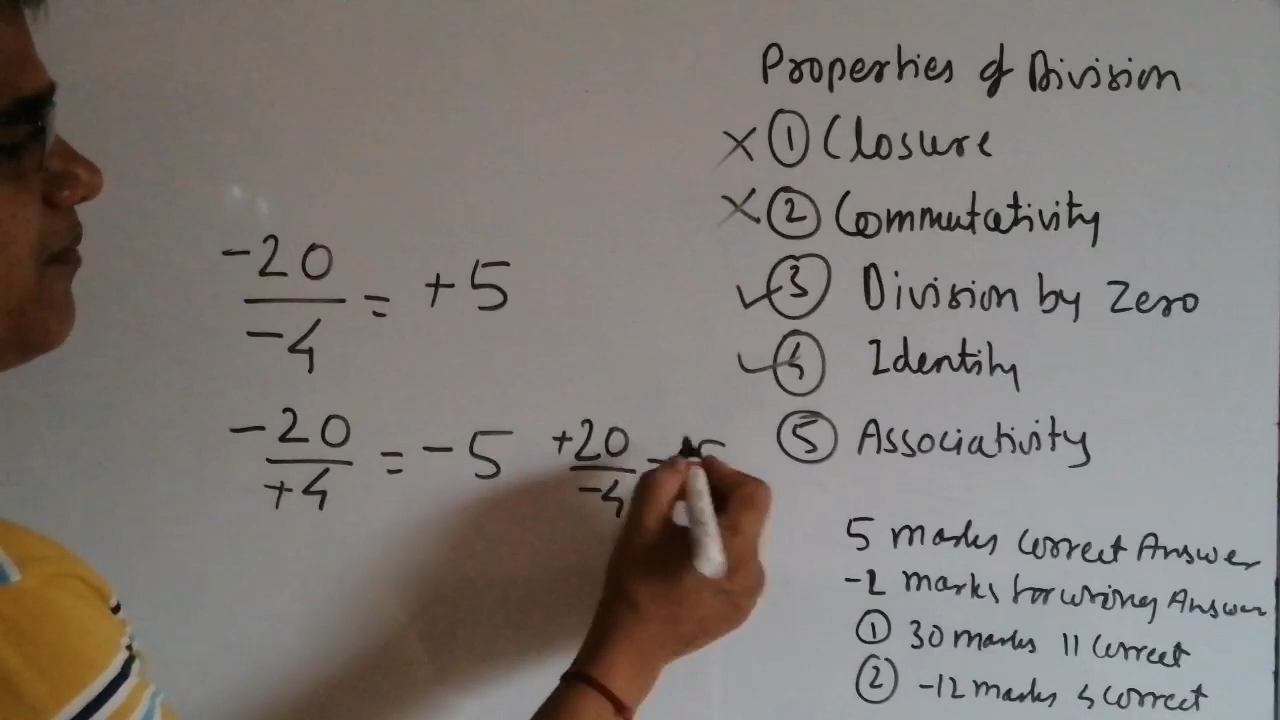 Properties of Division
× ① Closure
× ② Commutativity
✓ ③ Division by Zero
✓ ④ Identity
⑤ Associativity
-20/-4 = +5
-20/+4 = -5 +20/-4
5 marks correct Answer
-2 marks for wrong Answer
① 30 marks 11 correct
② -12 marks 4 correct